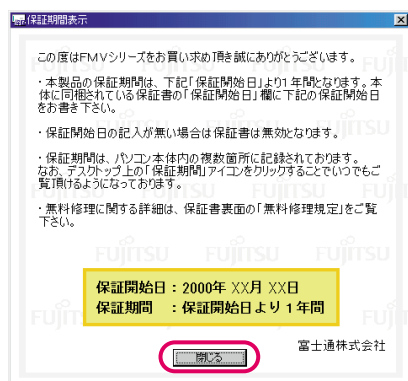 保証期間表示
この度はFMVシリーズをお買い求め頂き誠にありがとうございます。
・本製品の保証期間は、下記「保証開始日」より1年間となります。本
体に同梱されている保証書の「保証開始日」欄に下記の保証開始日
をお書き下さい。
・保証開始日の記入が無い場合は保証書は無効となります。
・保証期間は、パソコン本体内の複数箇所に記録されております。
なお、デスクトップ上の「保証期間」アイコンをクリックすることでいつでもご
覧頂けるようになっております。
・無料修理に関する詳細は、保証書裏面の「無料修理規定」をご覧
下さい。
FUJITSU FUJITSU FUJITSU
保証開始日：2000年 XX月 XX日
保証期間　：保証開始日より１年間
富士通株式会社
閉じる